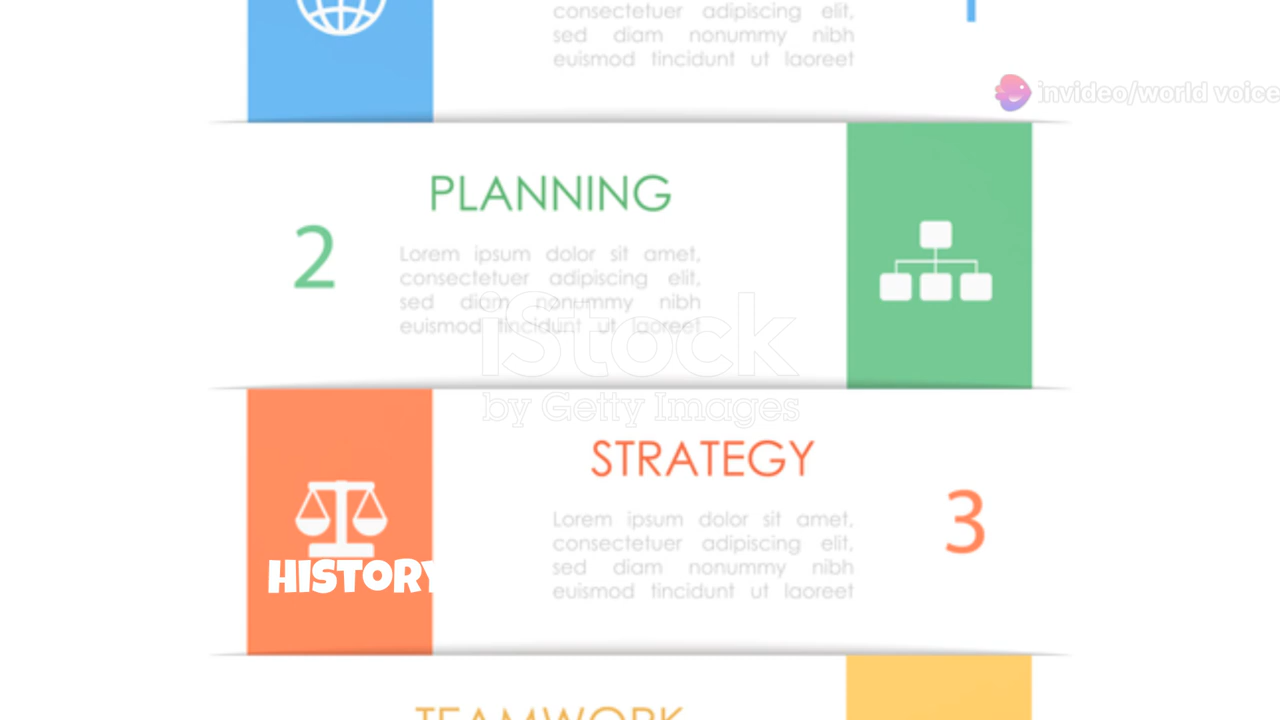 consectetuer adipiscing elit,
sed diam nonummy nibh
euismod tincidunt ut laoreet
invideo/world voice
PLANNING
2
Lorem ipsum dolor sit amet,
consectetuer adipiscing elit,
sed diam nonummy nibh
euismod tincidunt ut laoreet
iStock
by Getty Images
STRATEGY
3
Lorem ipsum dolor sit amet,
consectetuer adipiscing elit,
sed diam nonummy nibh
euismod tincidunt ut laoreet
HISTORY
TEAMWORK